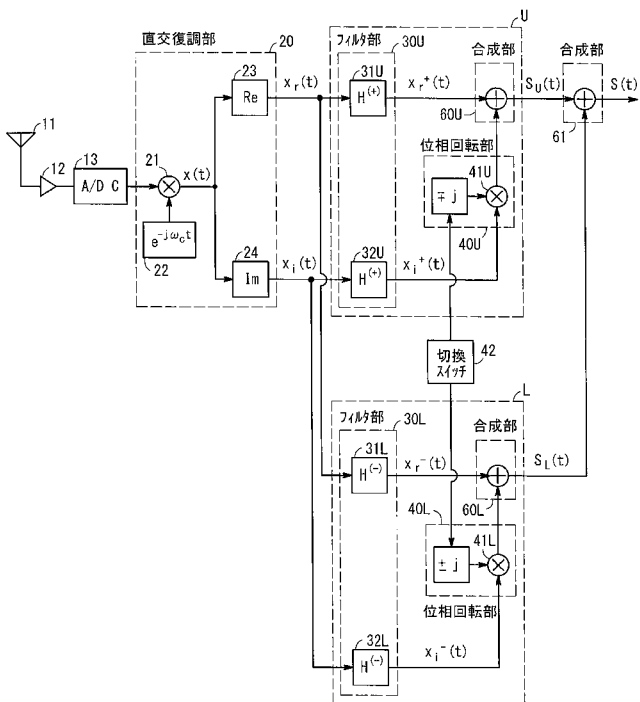 直交復調部 20
23
Re
x_r(t)
11
12
13
A/D C
21
x(t)
e^{-jω_c t}
22
24
Im
x_i(t)
U
フィルタ部 30U
31U
H^{(+)}
x_r^+(t)
合成部
60U
S_U(t)
合成部
61
S(t)
位相回転部
∓ j
41U
40U
32U
H^{(+)}
x_i^+(t)
切換
スイッチ
42
L
フィルタ部 30L
31L
H^{(-)}
x_r^-(t)
合成部
60L
S_L(t)
40L
± j
41L
位相回転部
32L
H^{(-)}
x_i^-(t)